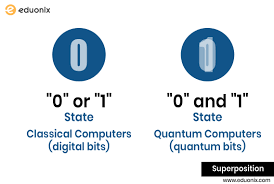 eduonix
0
"0" or "1"
State
Classical Computers
(digital bits)
"0" and "1"
State
Quantum Computers
(quantum bits)
Superposition
www.eduonix.com